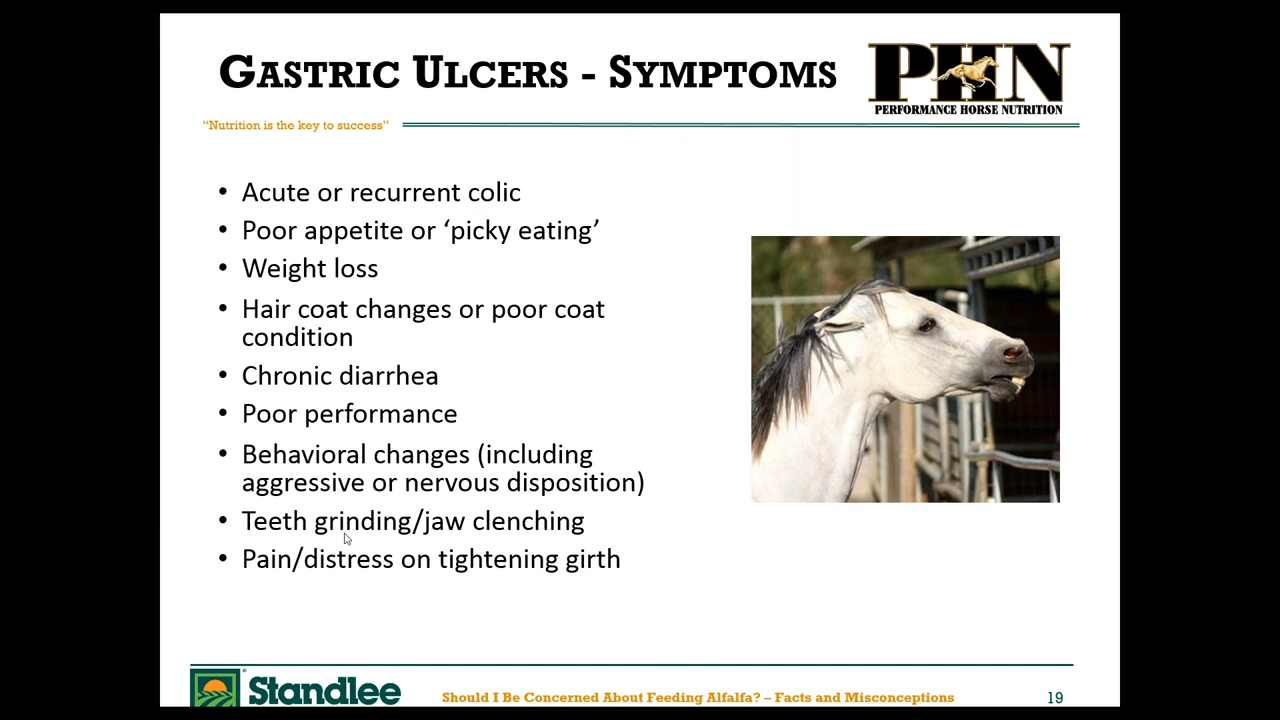 GASTRIC ULCERS - SYMPTOMS
PHN
PERFORMANCE HORSE NUTRITION
“Nutrition is the key to success”
• Acute or recurrent colic
• Poor appetite or ‘picky eating’
• Weight loss
• Hair coat changes or poor coat
condition
• Chronic diarrhea
• Poor performance
• Behavioral changes (including
aggressive or nervous disposition)
• Teeth grinding/jaw clenching
• Pain/distress on tightening girth
Standlee
Should I Be Concerned About Feeding Alfalfa? – Facts and Misconceptions
19